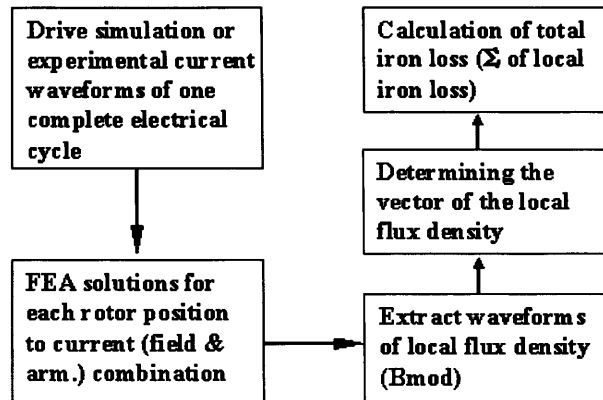 Drive simulation or
experimental current
waveforms of one
complete electrical
cycle
FEA solutions for
each rotor position
to current (field &
arm.) combination
Extract waveforms
of local flux density
(Bmod)
Determining the
vector of the local
flux density
Calculation of total
iron loss (Σ of local
iron loss)